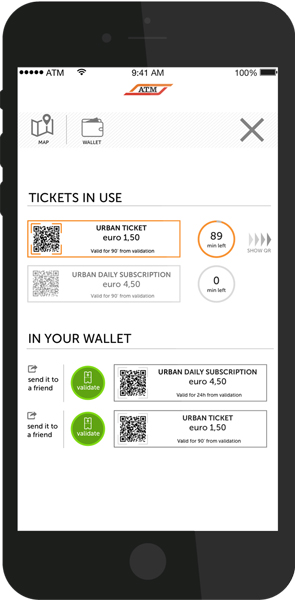 ATM 9:41 AM 100%
ATM
MAP WALLET
TICKETS IN USE
URBAN TICKET
euro 1,50
Valid for 90' from validation
89
min left
SHOW QR
URBAN DAILY SUBSCRIPTION
euro 4,50
Valid for 90' from validation
0
min left
IN YOUR WALLET
send it to
a friend
validate
URBAN DAILY SUBSCRIPTION
euro 4,50
Valid for 24h from validation
send it to
a friend
validate
URBAN TICKET
euro 1,50
Valid for 90' from validation